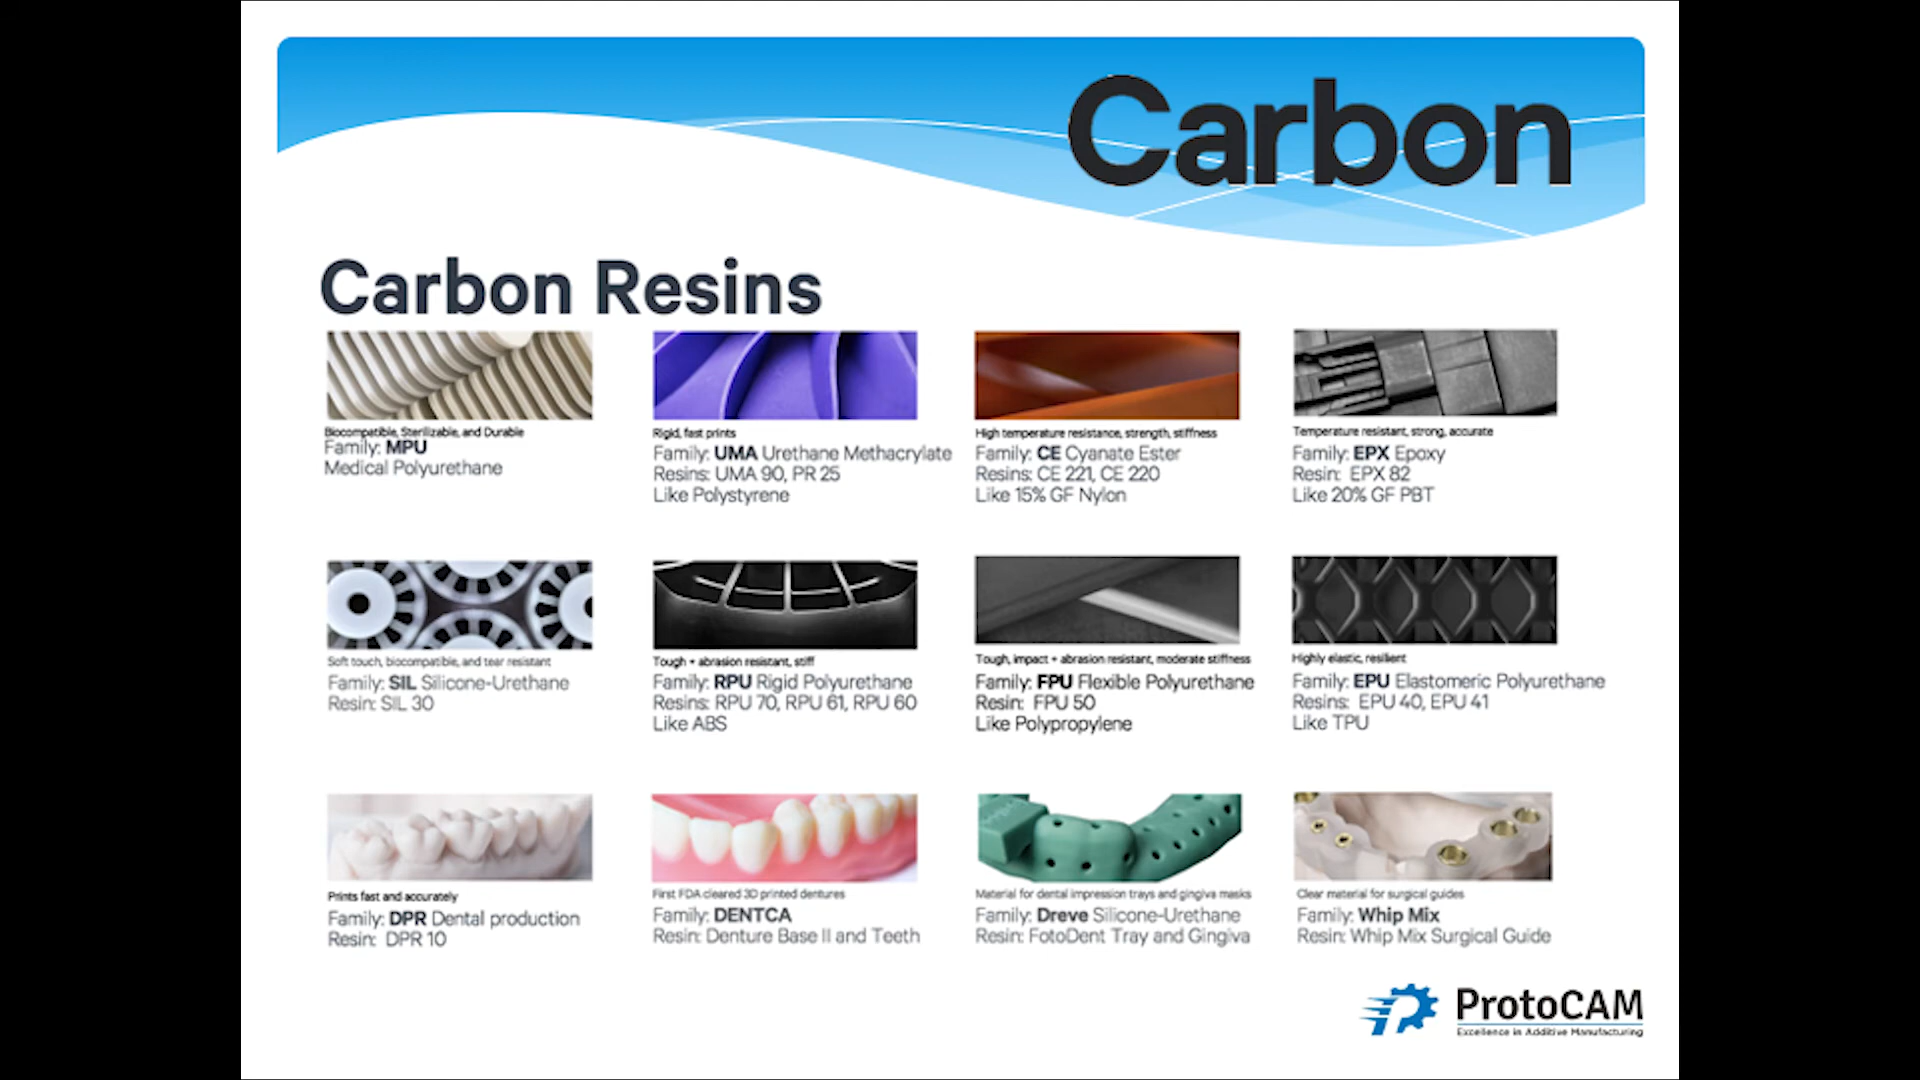 Carbon
Carbon Resins
Biocompatible, Sterilizable, and Durable
Family: MPU
Medical Polyurethane
Rigid, fast prints
Family: UMA Urethane Methacrylate
Resins: UMA 90, PR 25
Like Polystyrene
High temperature resistance, strength, stiffness
Family: CE Cyanate Ester
Resins: CE 221, CE 220
Like 15% GF Nylon
Temperature resistant, strong, accurate
Family: EPX Epoxy
Resin: EPX 82
Like 20% GF PBT
Soft touch, biocompatible, and tear resistant
Family: SIL Silicone-Urethane
Resin: SIL 30
Tough + abrasion resistant, stiff
Family: RPU Rigid Polyurethane
Resins: RPU 70, RPU 61, RPU 60
Like ABS
Tough, impact + abrasion resistant, moderate stiffness
Family: FPU Flexible Polyurethane
Resin: FPU 50
Like Polypropylene
Highly elastic, resilient
Family: EPU Elastomeric Polyurethane
Resins: EPU 40, EPU 41
Like TPU
Prints fast and accurately
Family: DPR Dental production
Resin: DPR 10
First FDA cleared 3D printed dentures
Family: DENTCA
Resin: Denture Base II and Teeth
Material for dental impression trays and gingiva masks
Family: Dreve Silicone-Urethane
Resin: FotoDent Tray and Gingiva
Clear material for surgical guides
Family: Whip Mix
Resin: Whip Mix Surgical Guide
ProtoCAM
Excellence in Additive Manufacturing